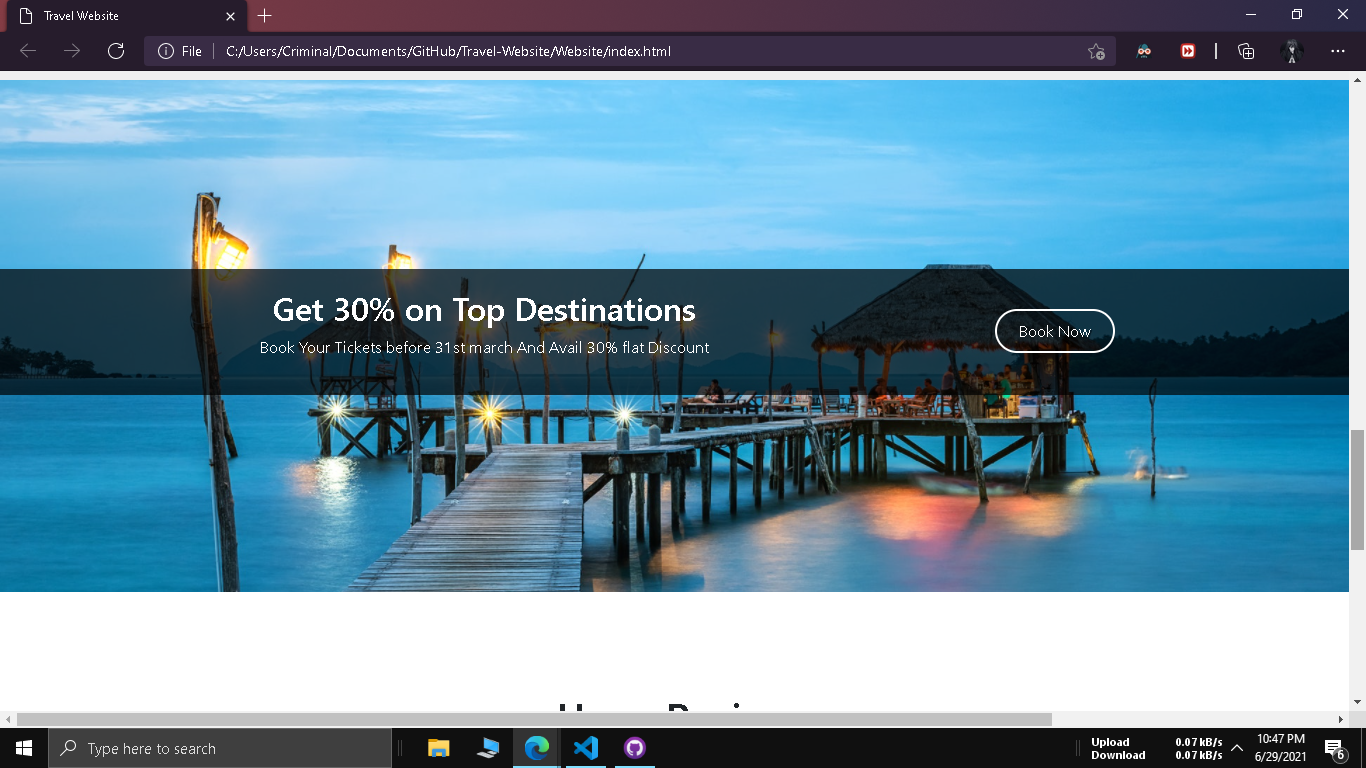 Travel Website
File
C:/Users/Criminal/Documents/GitHub/Travel-Website/Website/index.html
Get 30% on Top Destinations
Book Your Tickets before 31st march And Avail 30% flat Discount
Book Now
Type here to search
Upload 0.07 kB/s
Download 0.07 kB/s
10:47 PM
6/29/2021
6